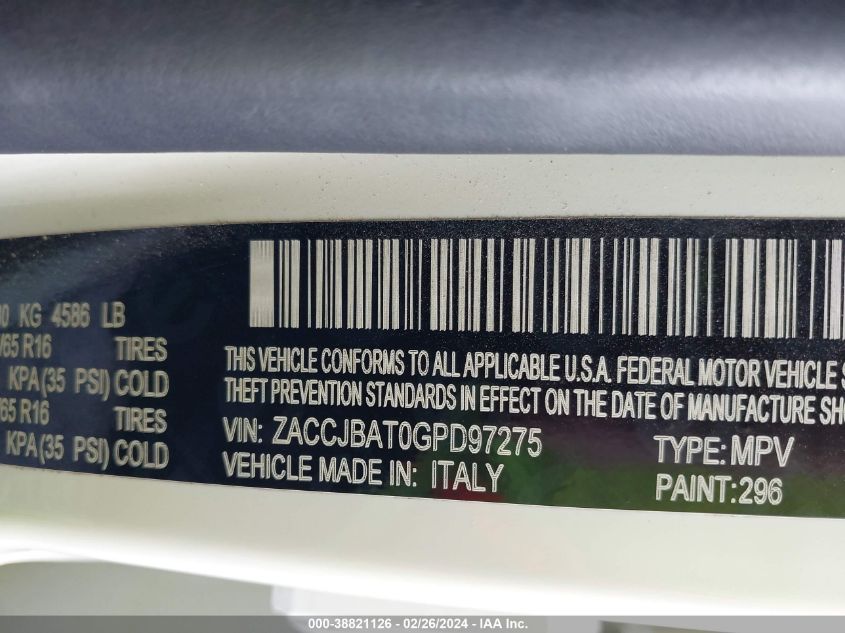 KG 4586 LB
65 R16 TIRES
KPA(35 PSI) COLD
65 R16 TIRES
KPA(35 PSI) COLD
THIS VEHICLE CONFORMS TO ALL APPLICABLE U.S.A. FEDERAL MOTOR VEHICLE
THEFT PREVENTION STANDARDS IN EFFECT ON THE DATE OF MANUFACTURE
VIN: ZACCJBAT0GPD97275 TYPE: MPV
VEHICLE MADE IN: ITALY PAINT: 296
000-38821126 - 02/26/2024 - IAA Inc.